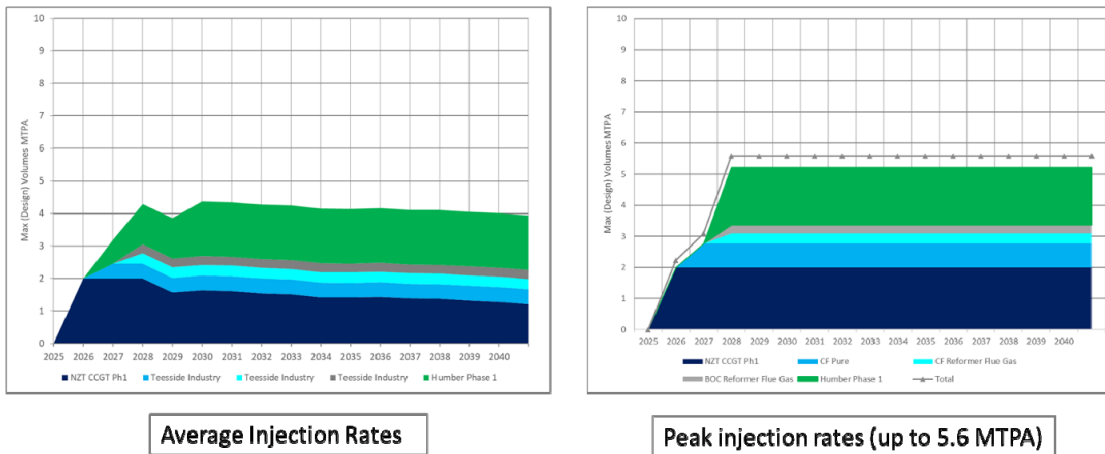 10
9
8
7
6
5
4
3
2
1
0
Max (Design) Volumes MTPA
2025 2026 2027 2028 2029 2030 2031 2032 2033 2034 2035 2036 2037 2038 2039 2040
NZT CCGT Ph1 Teesside Industry Teesside Industry Teesside Industry Humber Phase 1
Average Injection Rates
10
9
8
7
6
5
4
3
2
1
0
Max (Design) Volumes MTPA
2025 2026 2027 2028 2029 2030 2031 2032 2033 2034 2035 2036 2037 2038 2039 2040
NZT CCGT Ph1 CF Pure CF Reformer Flue Gas
BOC Reformer Flue Gas Humber Phase 1 Total
Peak injection rates (up to 5.6 MTPA)